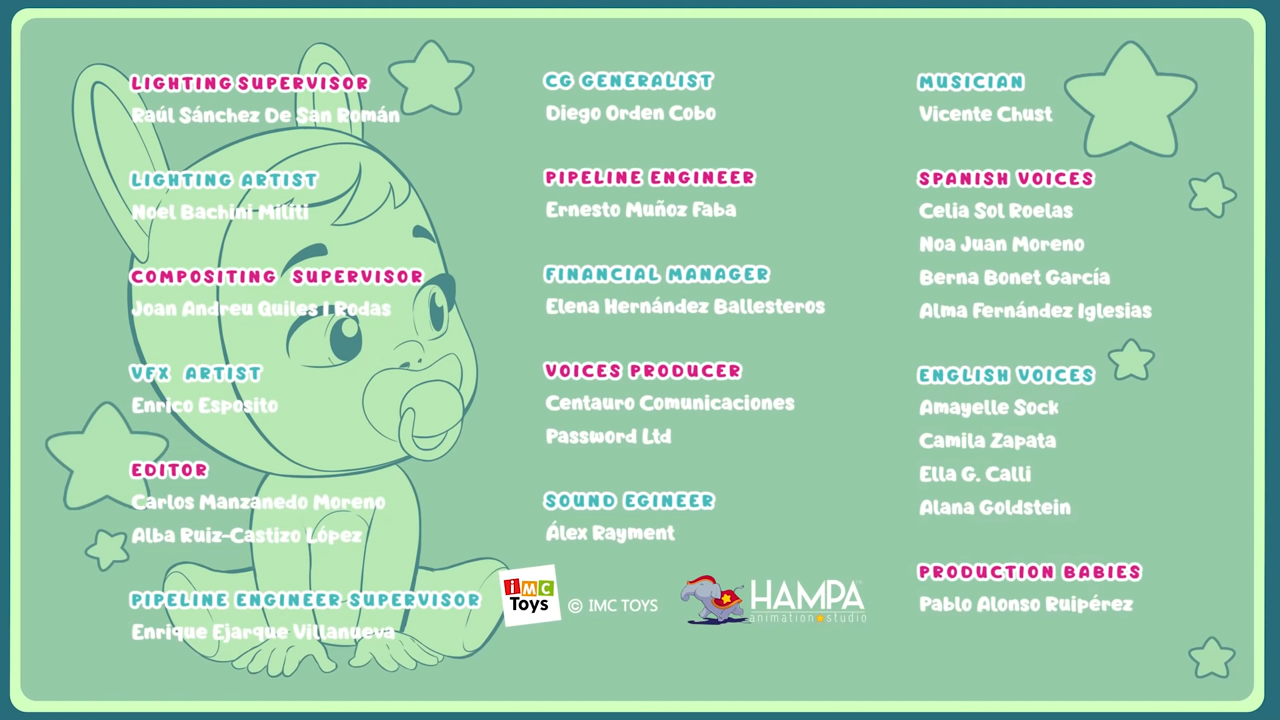 LIGHTING SUPERVISOR
Raúl Sánchez De San Román
LIGHTING ARTIST
Noel Bachini Militi
COMPOSITING SUPERVISOR
Joan Andreu Quiles I Rodas
VFX ARTIST
Enrico Esposito
EDITOR
Carlos Manzanedo Moreno
Alba Ruiz-Castizo López
PIPELINE ENGINEER SUPERVISOR
Enrique Ejarque Villanueva
CG GENERALIST
Diego Orden Cobo
PIPELINE ENGINEER
Ernesto Muñoz Faba
FINANCIAL MANAGER
Elena Hernández Ballesteros
VOICES PRODUCER
Centauro Comunicaciones
Password Ltd
SOUND EGINEER
Álex Rayment
iMC
Toys
© IMC TOYS
HAMPA
animation studio
MUSICIAN
Vicente Chust
SPANISH VOICES
Celia Sol Roelas
Noa Juan Moreno
Berna Bonet García
Alma Fernández Iglesias
ENGLISH VOICES
Amayelle Sock
Camila Zapata
Ella G. Calli
Alana Goldstein
PRODUCTION BABIES
Pablo Alonso Ruipérez